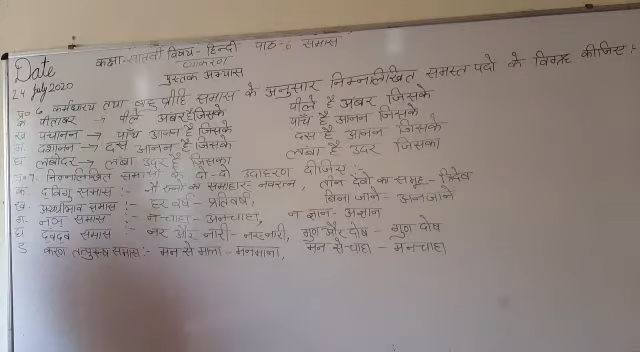 Date
24 July 2020
कक्षा-सातवीं विषय-हिन्दी पाठ-6 समास
व्याकरण
पुस्तक अभ्यास
प्र० 6 कर्मधारय तथा बहुव्रीहि समास के अनुसार निम्नलिखित समस्त पदों के विग्रह कीजिए:-
क पीतांबर → पीले अंबर है जिसके पीले है अंबर जिसके
ख पंचानन → पाँच आनन है जिसके पाँच है आनन जिसके
ग. दशानन → दस आनन है जिसके दस है आनन जिसके
घ लंबोदर → लंबा उदर है जिसका लंबा है उदर जिसका
प्र०7. निम्नलिखित समासों के दो-दो उदाहरण दीजिए:
क. द्विगु समास :- नौ रत्नों का समाहार- नवरत्न, तीन देवों का समूह - त्रिदेव
ख. अव्ययीभाव समास :- हर वर्ष - प्रतिवर्ष, बिना जाने - अनजाने
ग. नञ् समास :- न चाहा - अनचाहा, न ज्ञान - अज्ञान
घ द्वंद्व समास :- नर और नारी - नर-नारी, गुण और दोष - गुण दोष
ङ करण तत्पुरुष समास:- मन से माना - मनमाना, मन से चाहा - मनचाहा